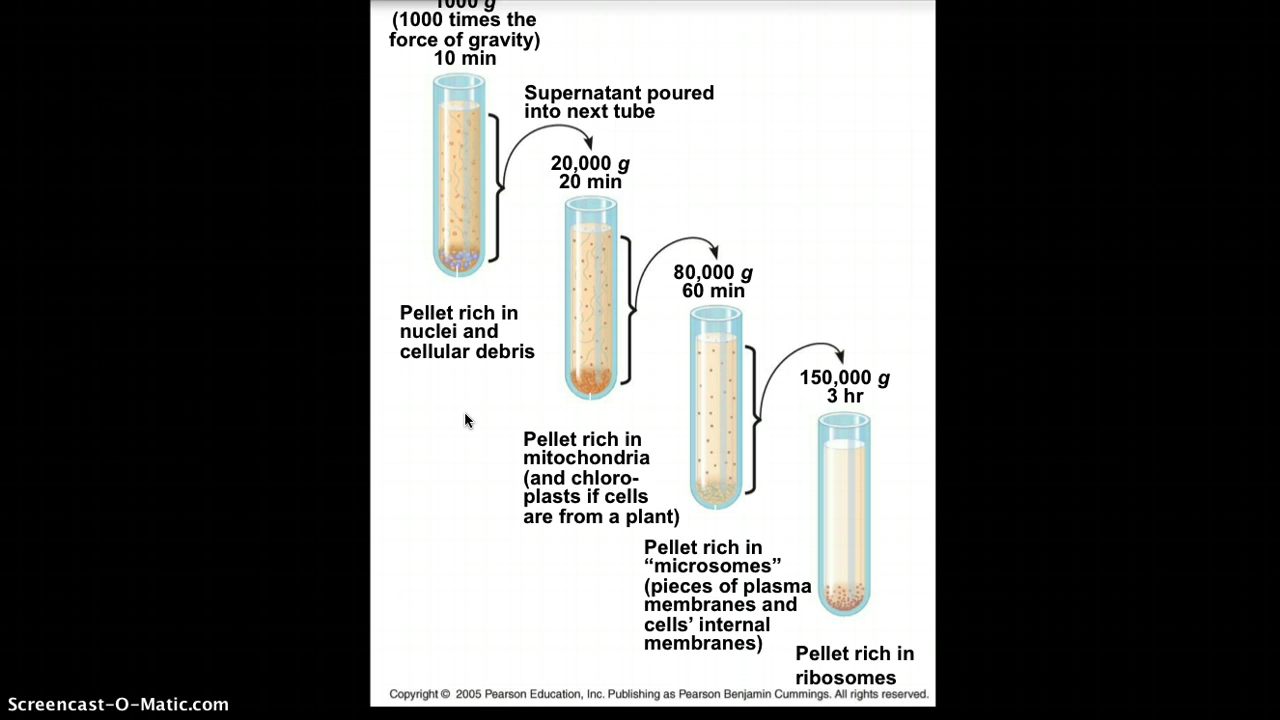 1000 g
(1000 times the
force of gravity)
10 min
Supernatant poured
into next tube
20,000 g
20 min
80,000 g
60 min
Pellet rich in
nuclei and
cellular debris
150,000 g
3 hr
Pellet rich in
mitochondria
(and chloro-
plasts if cells
are from a plant)
Pellet rich in
“microsomes”
(pieces of plasma
membranes and
cells’ internal
membranes)
Pellet rich in
ribosomes
Copyright © 2005 Pearson Education, Inc. Publishing as Pearson Benjamin Cummings. All rights reserved.
Screencast-O-Matic.com